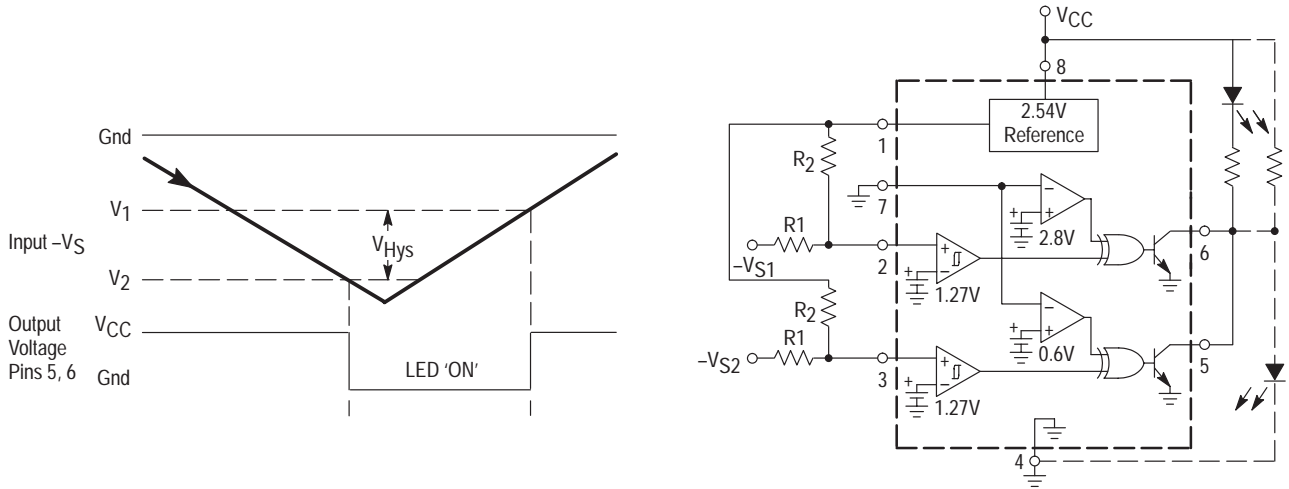 Gnd
V1
Input –VS
VHys
V2
Output
Voltage
Pins 5, 6
VCC
Gnd
LED ‘ON’
VCC
8
2.54V
Reference
1
R2
7
–
+
+
2.8V
R1
–VS1
2
+
–
+
1.27V
6
R2
–
+
+
0.6V
R1
–VS2
3
+
–
+
1.27V
5
4